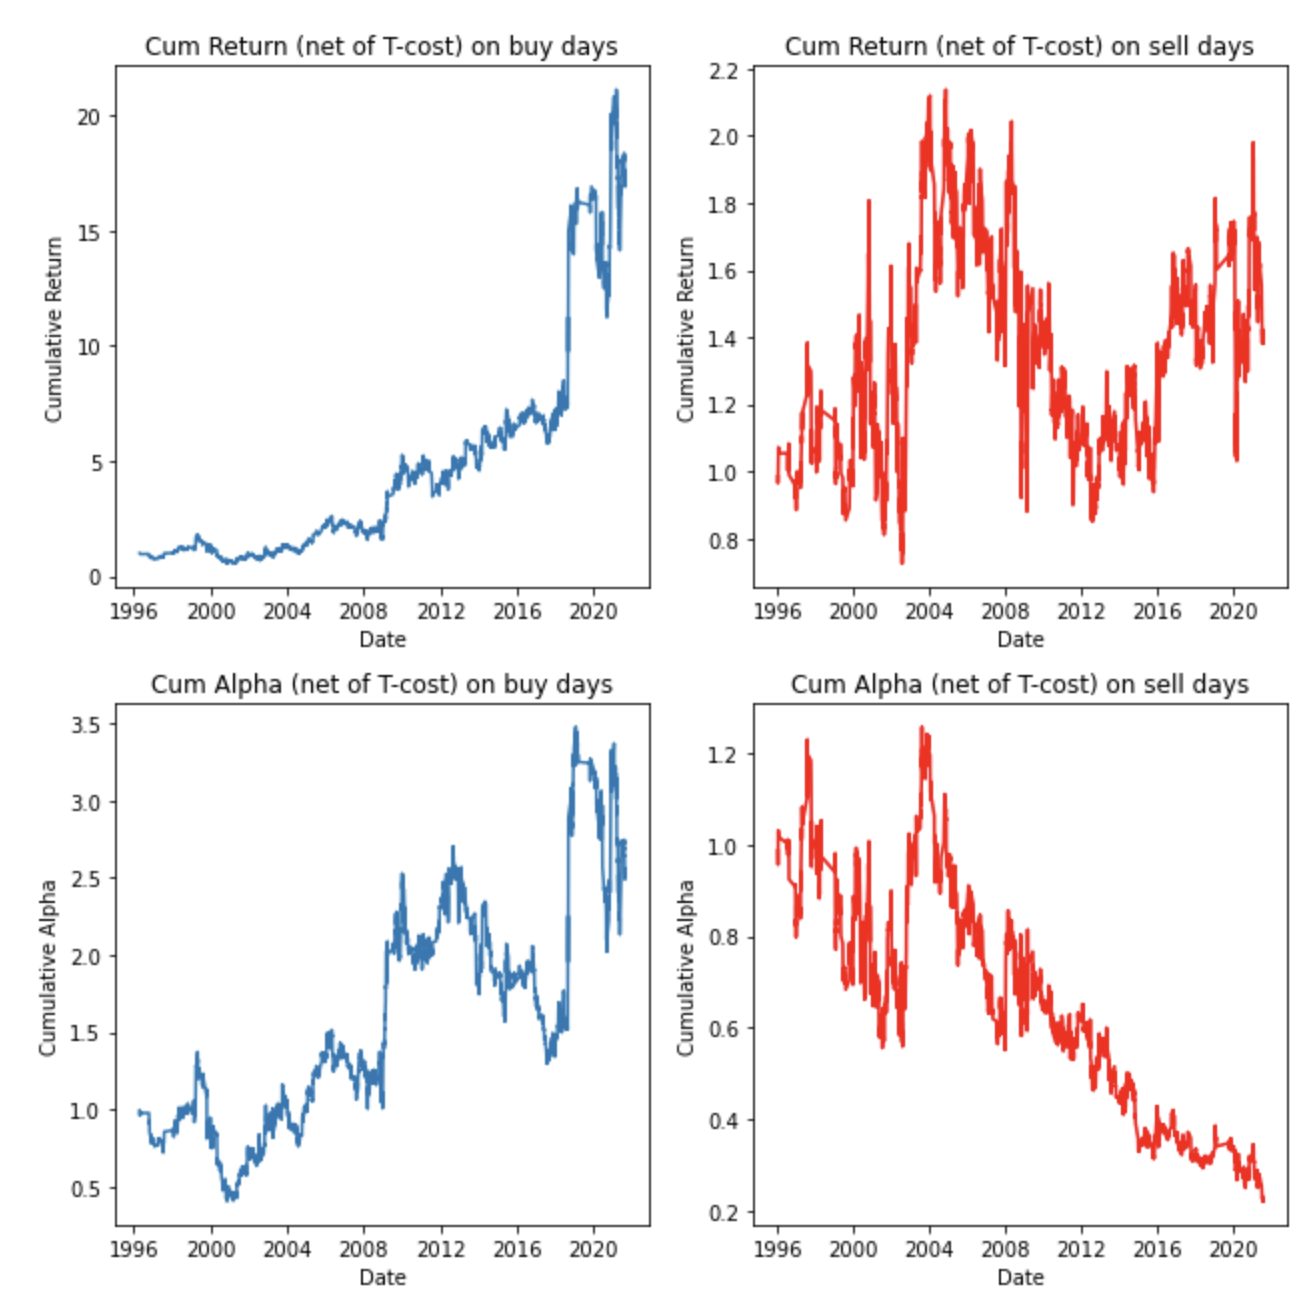 Cum Return (net of T-cost) on buy days
Cumulative Return
20
15
10
5
0
1996 2000 2004 2008 2012 2016 2020
Date
Cum Return (net of T-cost) on sell days
Cumulative Return
2.2
2.0
1.8
1.6
1.4
1.2
1.0
0.8
1996 2000 2004 2008 2012 2016 2020
Date
Cum Alpha (net of T-cost) on buy days
Cumulative Alpha
3.5
3.0
2.5
2.0
1.5
1.0
0.5
1996 2000 2004 2008 2012 2016 2020
Date
Cum Alpha (net of T-cost) on sell days
Cumulative Alpha
1.2
1.0
0.8
0.6
0.4
0.2
1996 2000 2004 2008 2012 2016 2020
Date